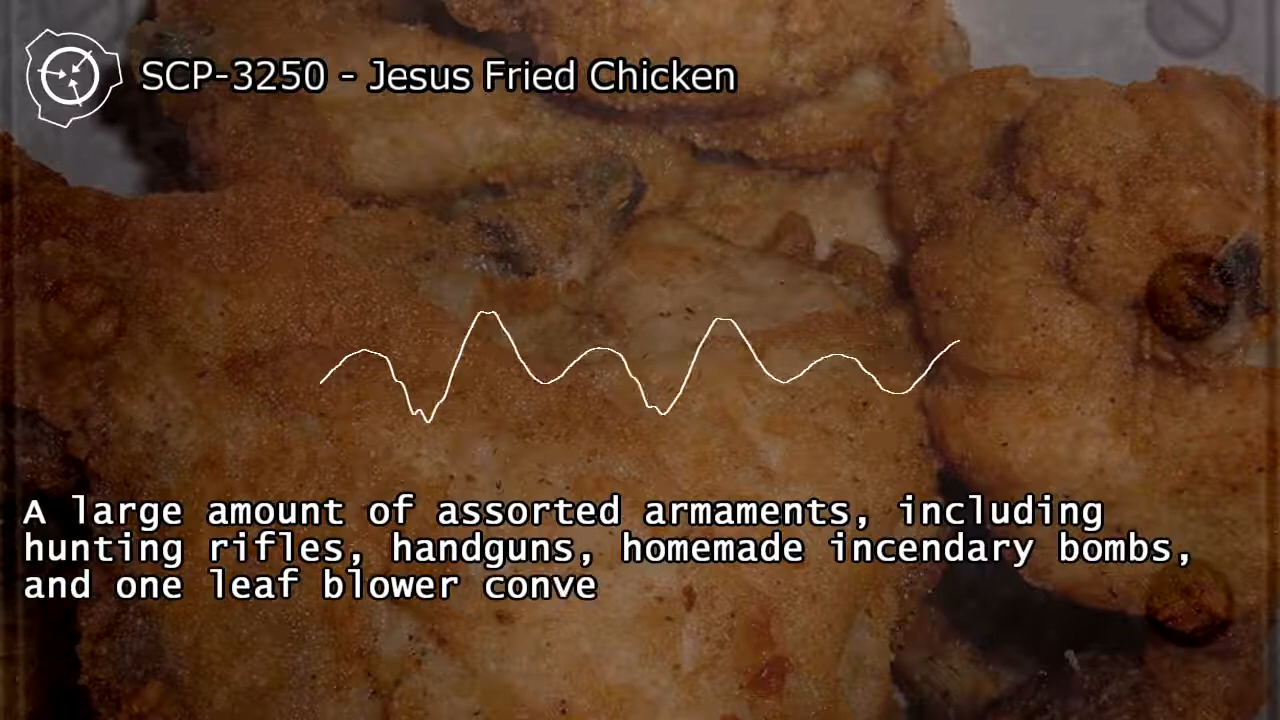 SCP-3250 - Jesus Fried Chicken
A large amount of assorted armaments, including
hunting rifles, handguns, homemade incendary bombs,
and one leaf blower conve